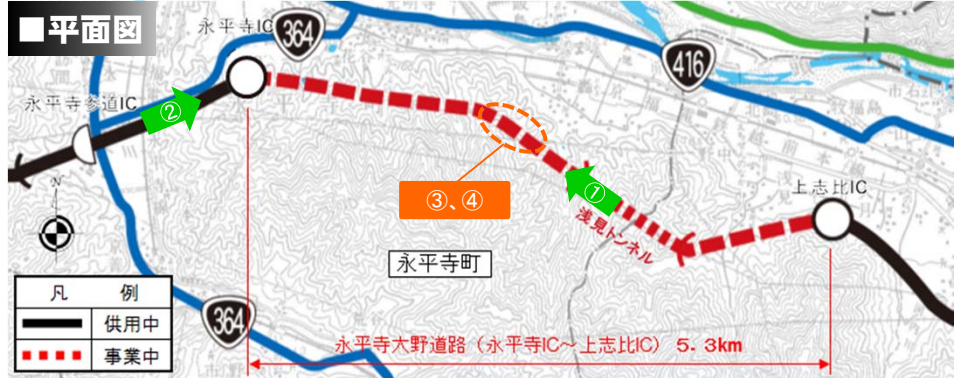 ■平面図
永平寺IC
364
416
永平寺参道IC
②
①
③、④
上志比IC
浅見トンネル
N
永平寺町
凡 例
供用中
事業中
364
永平寺大野道路（永平寺IC～上志比IC） 5.3km